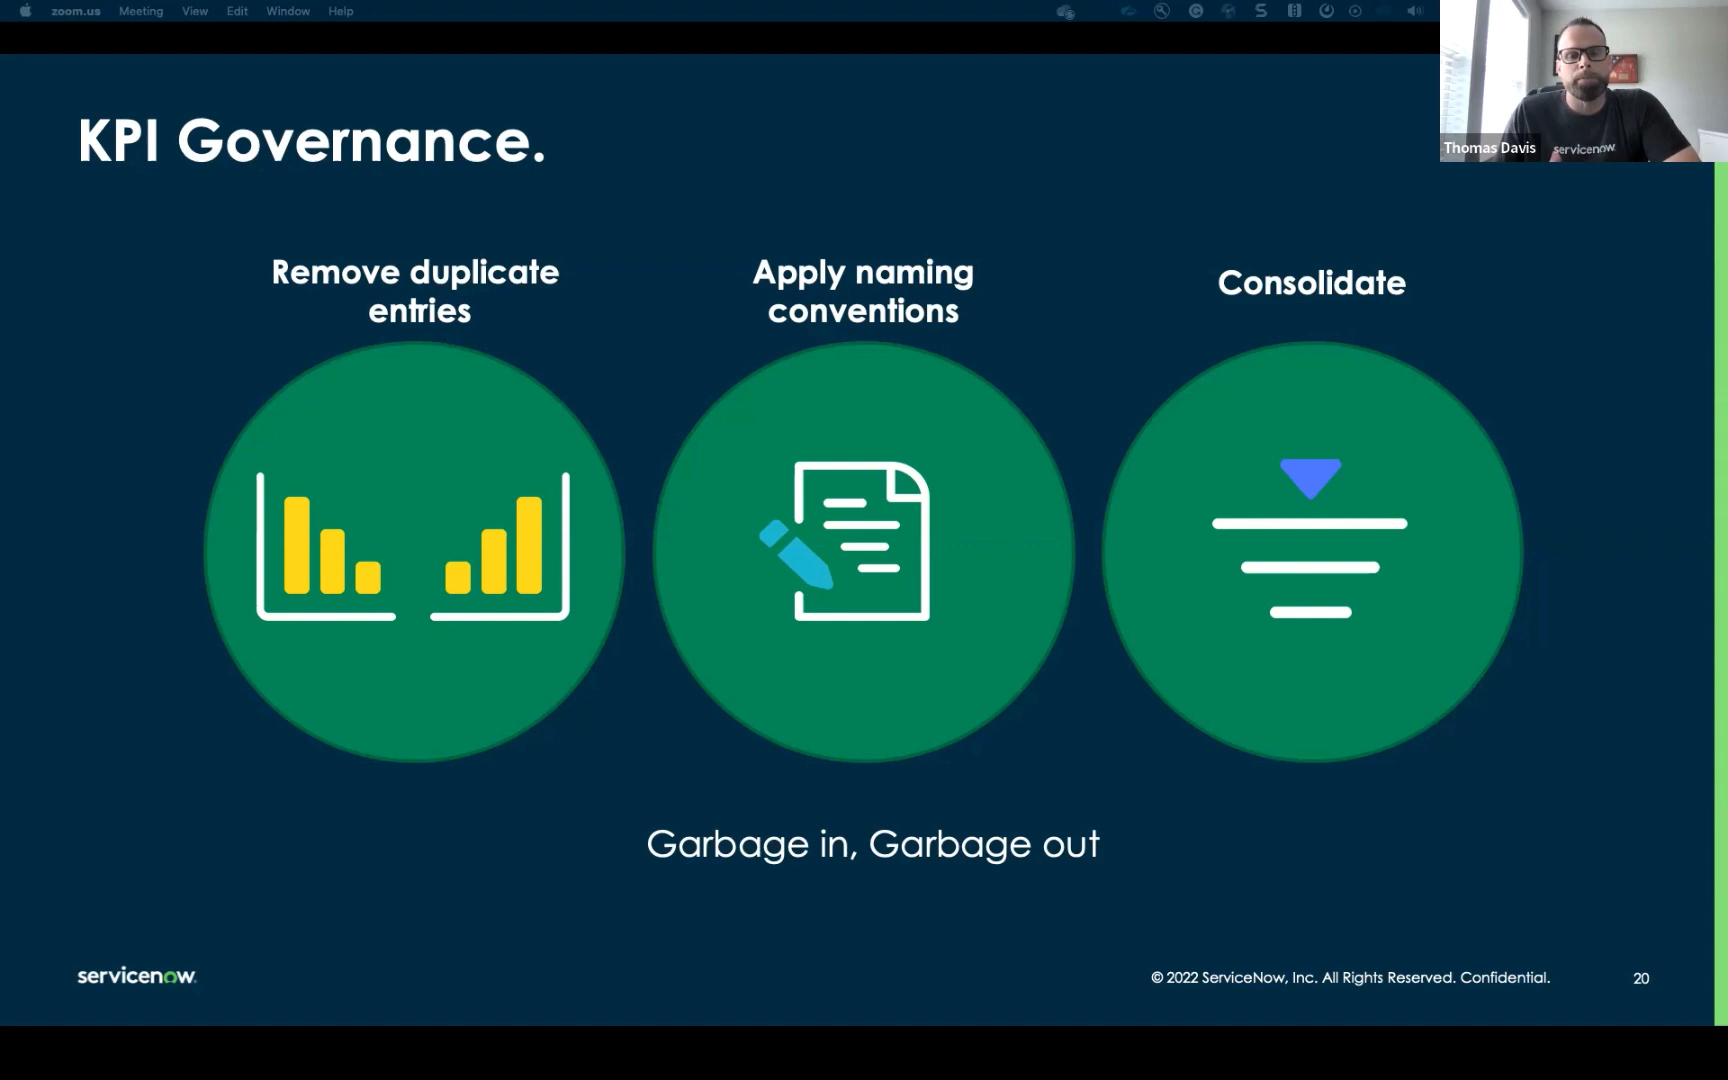 zoom.us Meeting View Edit Window Help
KPI Governance.
Thomas Davis
servicenow
Remove duplicate
entries
Apply naming
conventions
Consolidate
Garbage in, Garbage out
servicenow.
© 2022 ServiceNow, Inc. All Rights Reserved. Confidential.
20